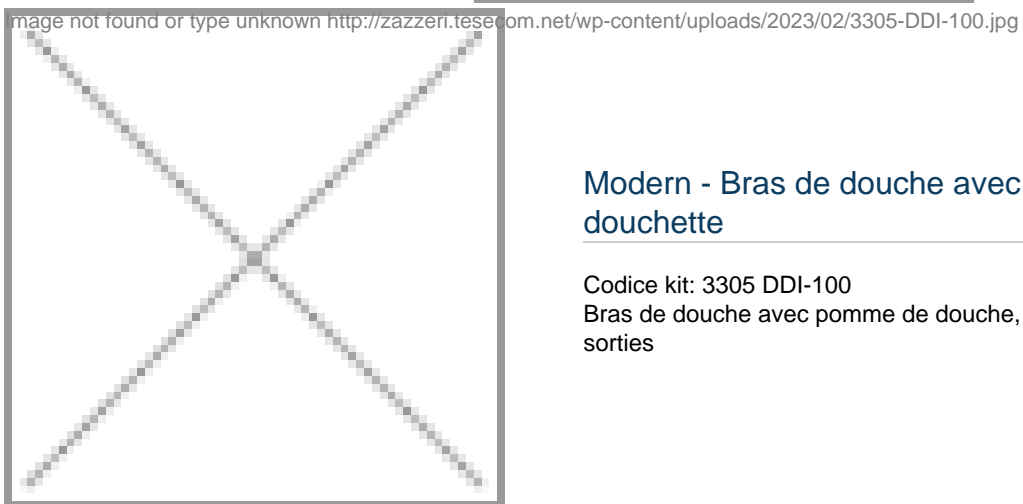 Image not found or type unknown http://zazzeri.tesecom.net/wp-content/uploads/2023/02/3305-DDI-100.jpg
Modern - Bras de douche avec
douchette
Codice kit: 3305 DDI-100
Bras de douche avec pomme de douche,
sorties